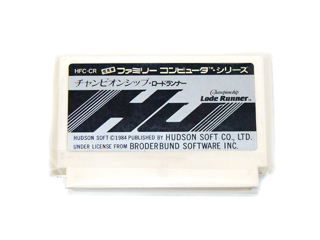 HFC-CR ファミリー コンピュータ™シリーズ
チャンピオンシップ・ロードランナー
Championship
Lode Runner™
HUDSON SOFT ©1984 PUBLISHED BY HUDSON SOFT CO., LTD.
UNDER LICENSE FROM BRODERBUND SOFTWARE INC.